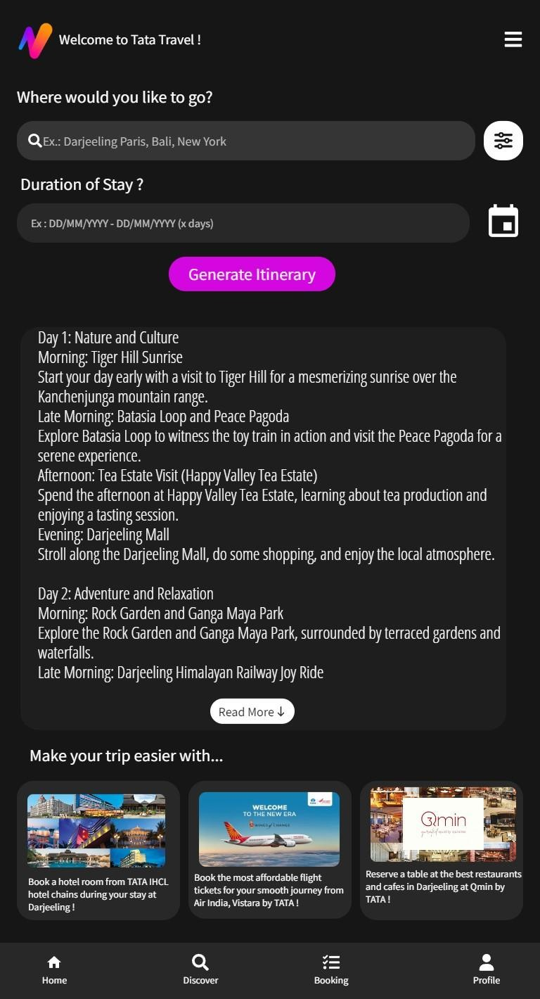 Welcome to Tata Travel !
Where would you like to go?
Ex.: Darjeeling Paris, Bali, New York
Duration of Stay ?
Ex : DD/MM/YYYY - DD/MM/YYYY (x days)
Generate Itinerary
Day 1: Nature and Culture
Morning: Tiger Hill Sunrise
Start your day early with a visit to Tiger Hill for a mesmerizing sunrise over the
Kanchenjunga mountain range.
Late Morning: Batasia Loop and Peace Pagoda
Explore Batasia Loop to witness the toy train in action and visit the Peace Pagoda for a
serene experience.
Afternoon: Tea Estate Visit (Happy Valley Tea Estate)
Spend the afternoon at Happy Valley Tea Estate, learning about tea production and
enjoying a tasting session.
Evening: Darjeeling Mall
Stroll along the Darjeeling Mall, do some shopping, and enjoy the local atmosphere.
Day 2: Adventure and Relaxation
Morning: Rock Garden and Ganga Maya Park
Explore the Rock Garden and Ganga Maya Park, surrounded by terraced gardens and
waterfalls.
Late Morning: Darjeeling Himalayan Railway Joy Ride
Read More ↓
Make your trip easier with...
WELCOME
TO THE NEW ERA
WINGS of CHANGE
Qmin
Book a hotel room from TATA IHCL
hotel chains during your stay at
Darjeeling !
Book the most affordable flight
tickets for your smooth journey from
Air India, Vistara by TATA !
Reserve a table at the best restaurants
and cafes in Darjeeling at Qmin by
TATA !
Home
Discover
Booking
Profile